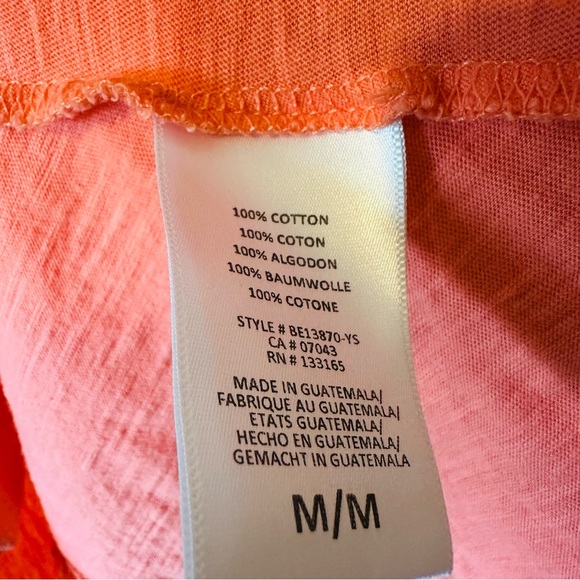 100% COTTON
100% COTON
100% ALGODON
100% BAUMWOLLE
100% COTONE
STYLE # BE13870-YS
CA # 07043
RN # 133165
MADE IN GUATEMALA/
FABRIQUE AU GUATEMALA/
ETATS GUATEMALA/
HECHO EN GUATEMALA/
GEMACHT IN GUATEMALA
M/M